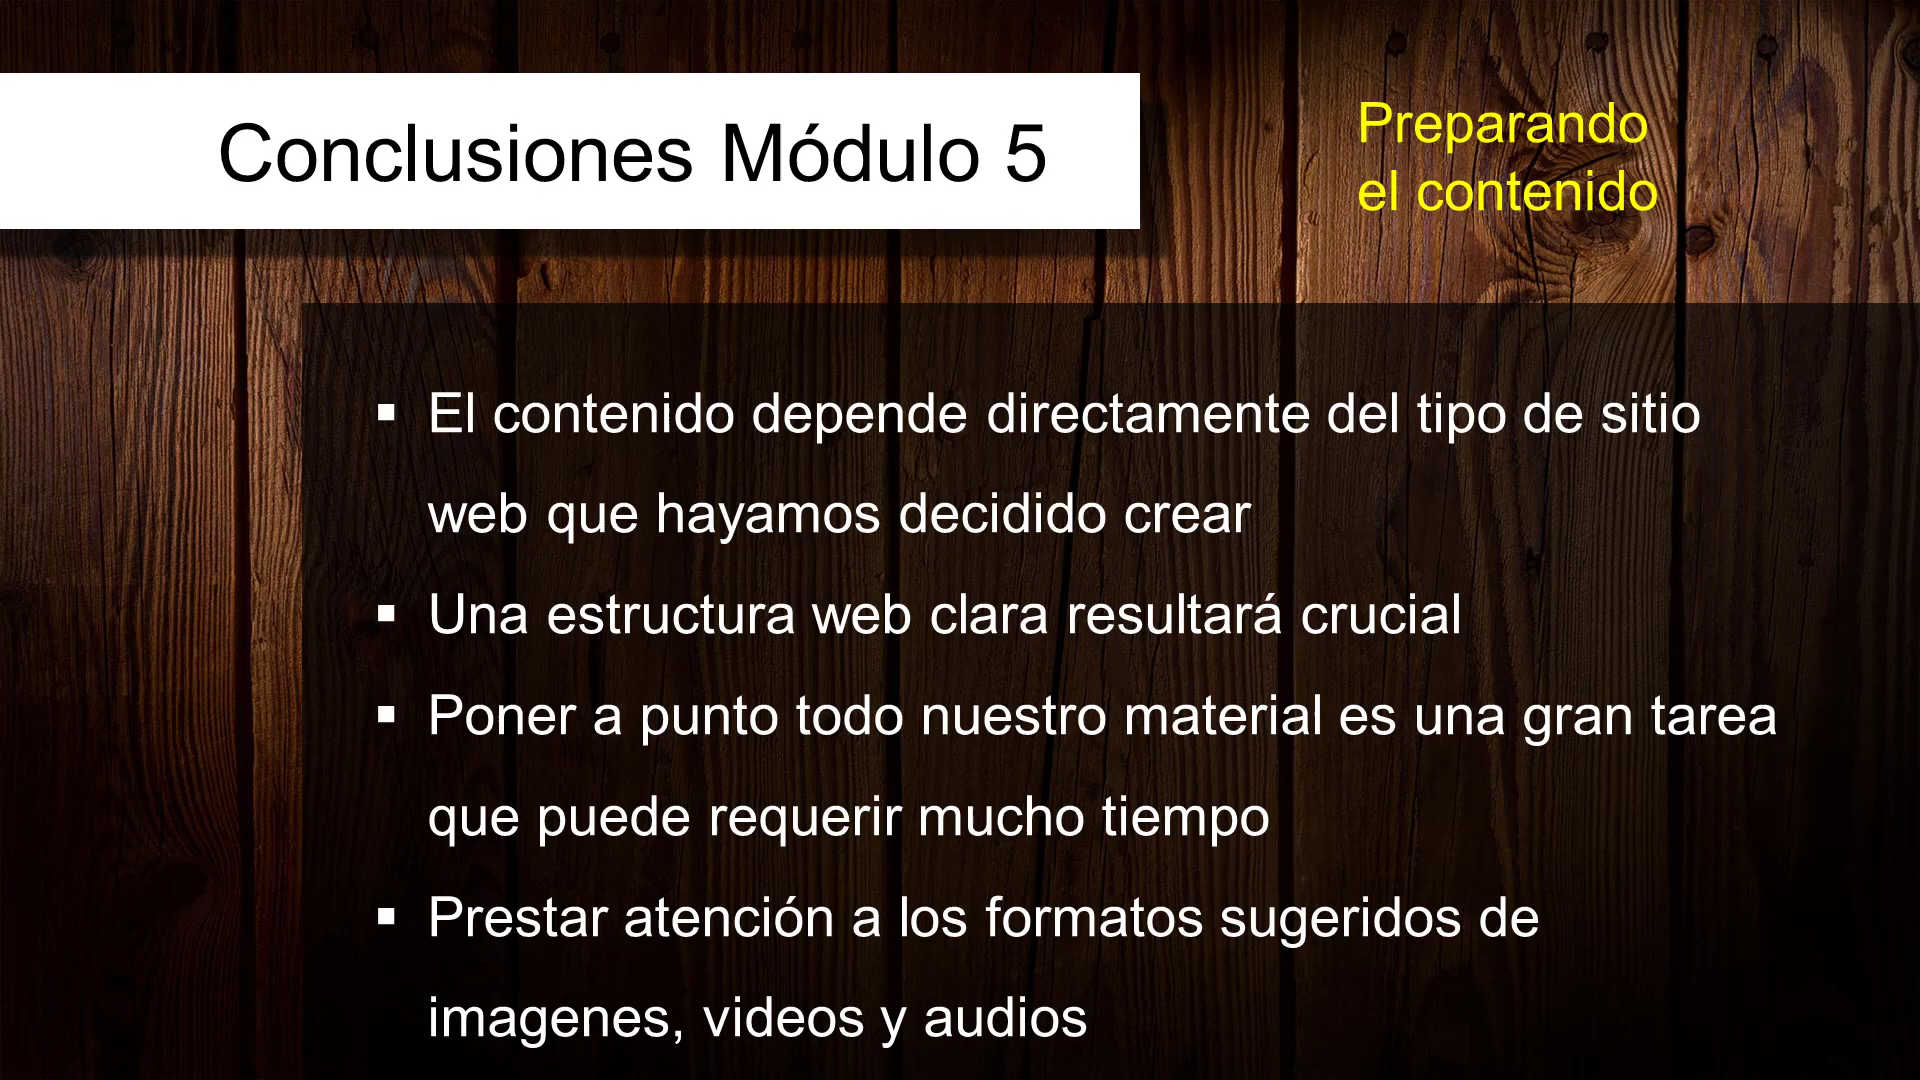 Conclusiones Módulo 5
Preparando
el contenido
▪ El contenido depende directamente del tipo de sitio
web que hayamos decidido crear
▪ Una estructura web clara resultará crucial
▪ Poner a punto todo nuestro material es una gran tarea
que puede requerir mucho tiempo
▪ Prestar atención a los formatos sugeridos de
imagenes, videos y audios